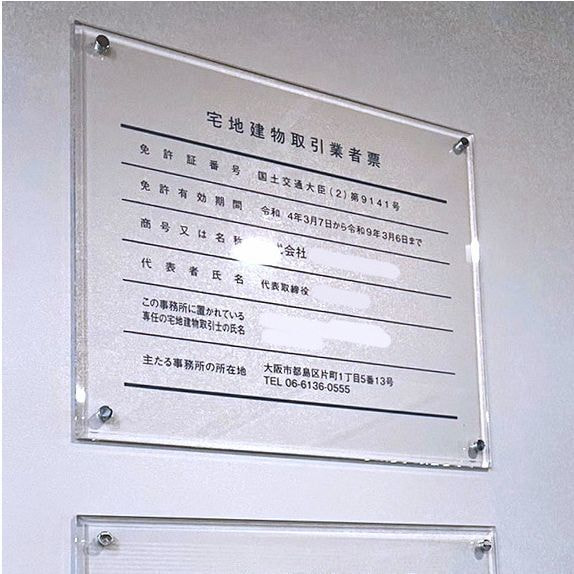 宅地建物取引業者票
免許証番号 国土交通大臣(2)第9141号
免許有効期間 令和 4年3月7日から令和9年3月6日まで
商号又は名称 会社
代表者氏名 代表取締役
この事務所に置かれている
専任の宅地建物取引士の氏名
主たる事務所の所在地 大阪市都島区片町1丁目5番13号
TEL 06-6136-0555